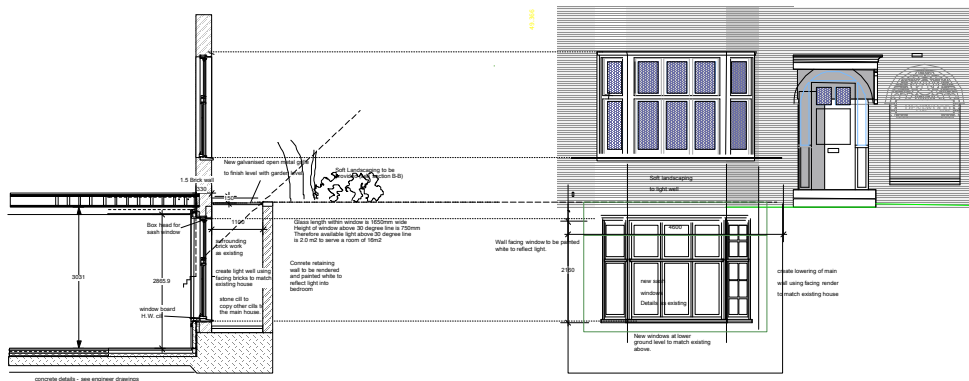 New galvanised open metal grille
to finish level with garden level
Soft Landscaping to be
1.5 Brick wall
330
150
1100
Box head for
sash window
surrounding
brick work
as existing
Glass length within window is 1650mm wide
Height of window above 30 degree line is 750mm
Therefore available light above 30 degree line
is 2.0 m2 to serve a room of 16m2
3031
2865.9
create light well using
facing bricks to match
existing house
Conrete retaining
wall to be rendered
and painted white to
reflect light into
bedroom
stone cill to
copy other cills to
the main house.
window board
H.W. cill
concrete details - see engineer drawings
Soft landscaping
to light well
4600
Wall facing window to be painted
white to reflect light.
2160
new sash
windows
Details as existing
create lowering of main
wall using facing render
to match existing house
New windows at lower
ground level to match existing
above.